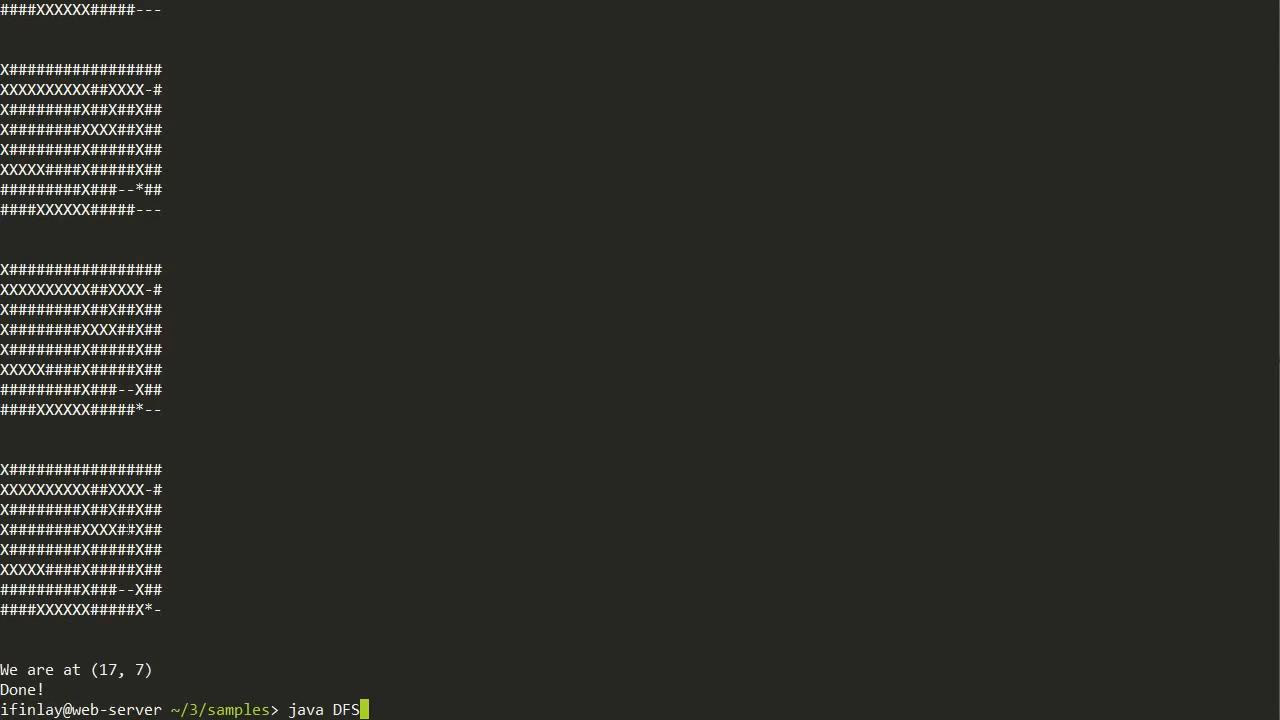 ####XXXXXX#####---
X#################
XXXXXXXXXX##XXXX-#
X########X##X##X##
X########XXXX##X##
X########X#####X##
XXXXX####X#####X##
#########X###--*##
####XXXXXX#####---
X#################
XXXXXXXXXX##XXXX-#
X########X##X##X##
X########XXXX##X##
X########X#####X##
XXXXX####X#####X##
#########X###--X##
####XXXXXX#####*--
X#################
XXXXXXXXXX##XXXX-#
X########X##X##X##
X########XXXX##X##
X########X#####X##
XXXXX####X#####X##
#########X###--X##
####XXXXXX#####X*-
We are at (17, 7)
Done!
ifinlay@web-server ~/3/samples> java DFS